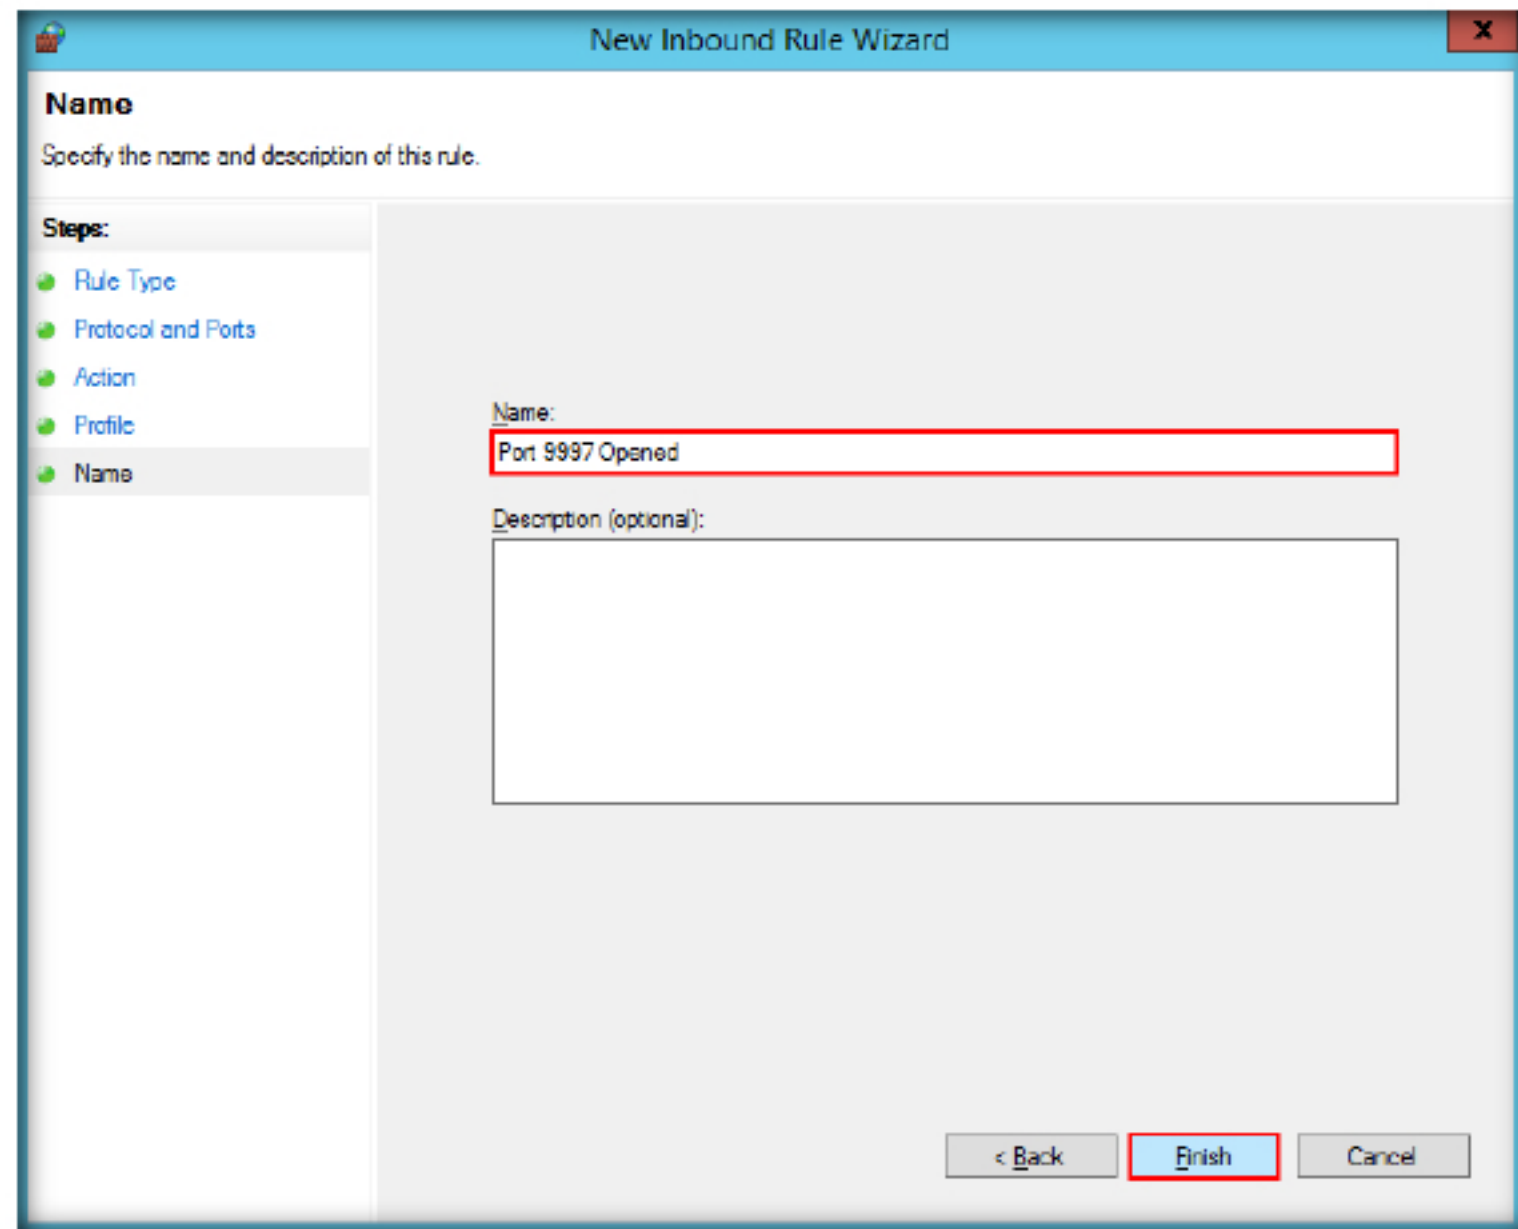 New Inbound Rule Wizard
x
Name
Specify the name and description of this rule.
Steps:
Rule Type
Protocol and Ports
Action
Profile
Name
Name:
Port 9997 Opened
Description (optional):
< Back
Finish
Cancel